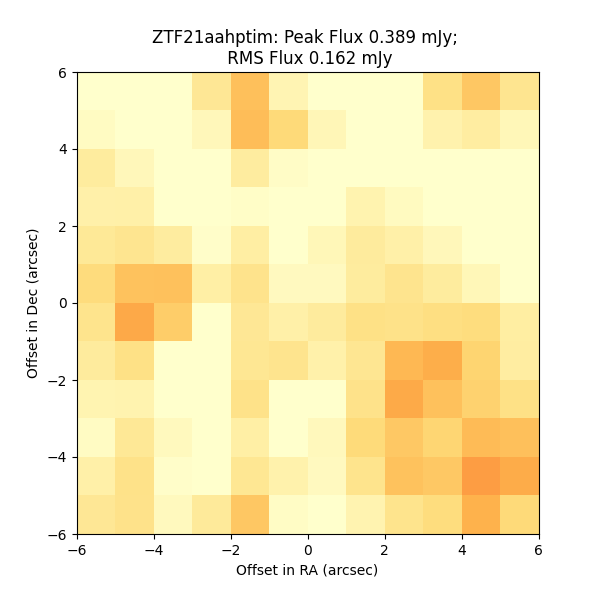 ZTF21aahptim: Peak Flux 0.389 mJy;
RMS Flux 0.162 mJy
6
4
2
0
−2
−4
−6
Offset in Dec (arcsec)
−6 −4 −2 0 2 4 6
Offset in RA (arcsec)